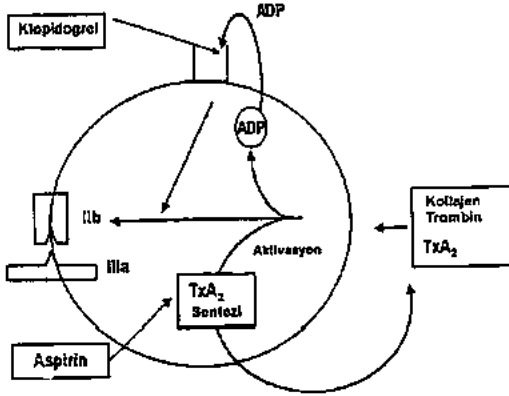 Klopidogrel
ADP
ADP
IIb
IIIa
Aktivasyon
Kollajen
Trombin
TxA₂
TxA₂
Sentezi
Aspirin